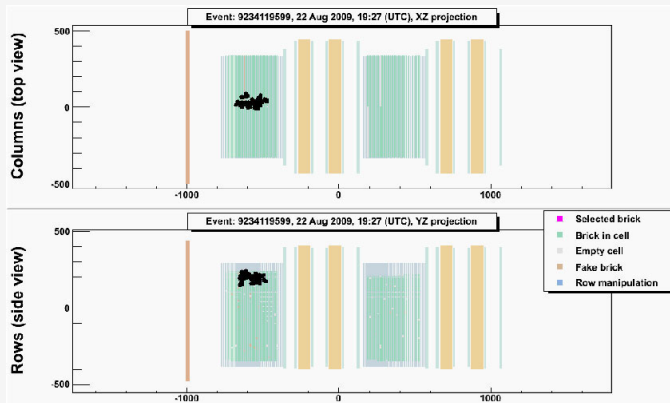 Event: 9234119599, 22 Aug 2009, 19:27 (UTC), XZ projection
Columns (top view)
500
0
-500
-1000
0
1000
Event: 9234119599, 22 Aug 2009, 19:27 (UTC), YZ projection
Rows (side view)
500
0
-500
-1000
0
1000
Selected brick
Brick in cell
Empty cell
Fake brick
Row manipulation